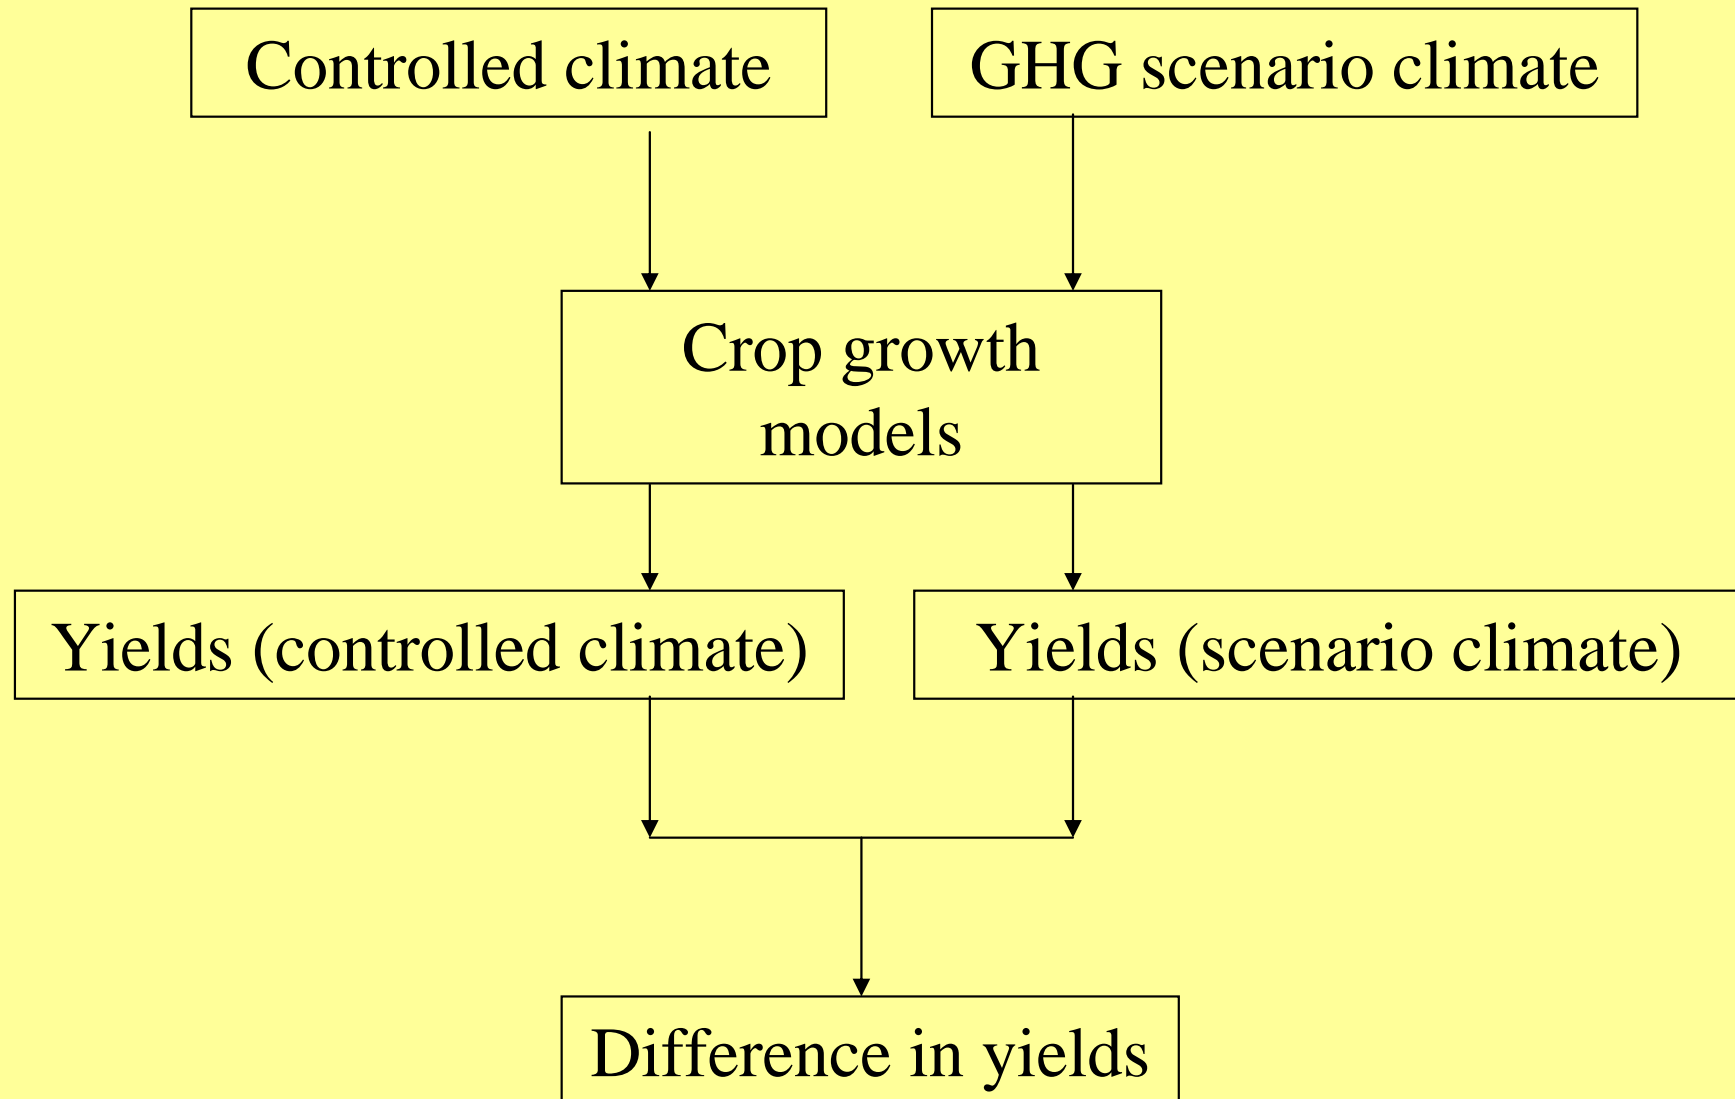 Controlled climate
GHG scenario climate
Crop growth
models
Yields (controlled climate)
Yields (scenario climate)
Difference in yields